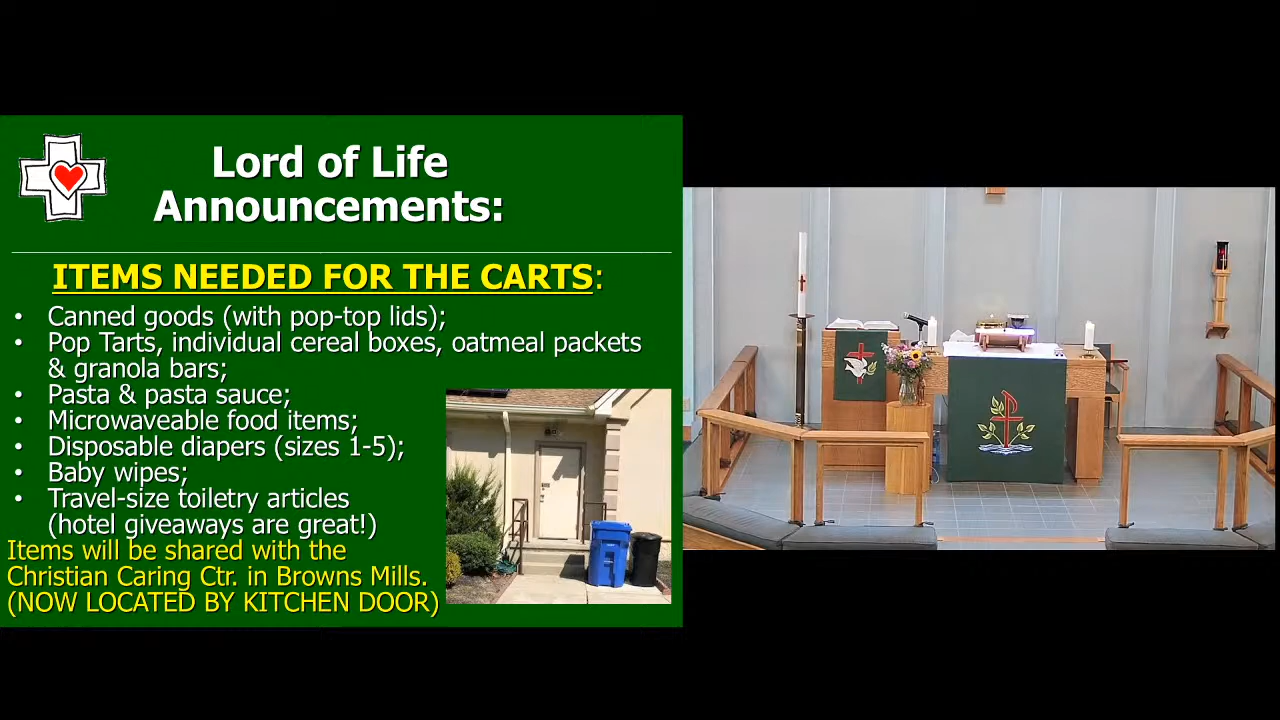 Lord of Life
Announcements:
ITEMS NEEDED FOR THE CARTS:
• Canned goods (with pop-top lids);
• Pop Tarts, individual cereal boxes, oatmeal packets
& granola bars;
• Pasta & pasta sauce;
• Microwaveable food items;
• Disposable diapers (sizes 1-5);
• Baby wipes;
• Travel-size toiletry articles
(hotel giveaways are great!)
Items will be shared with the
Christian Caring Ctr. in Browns Mills.
(NOW LOCATED BY KITCHEN DOOR)